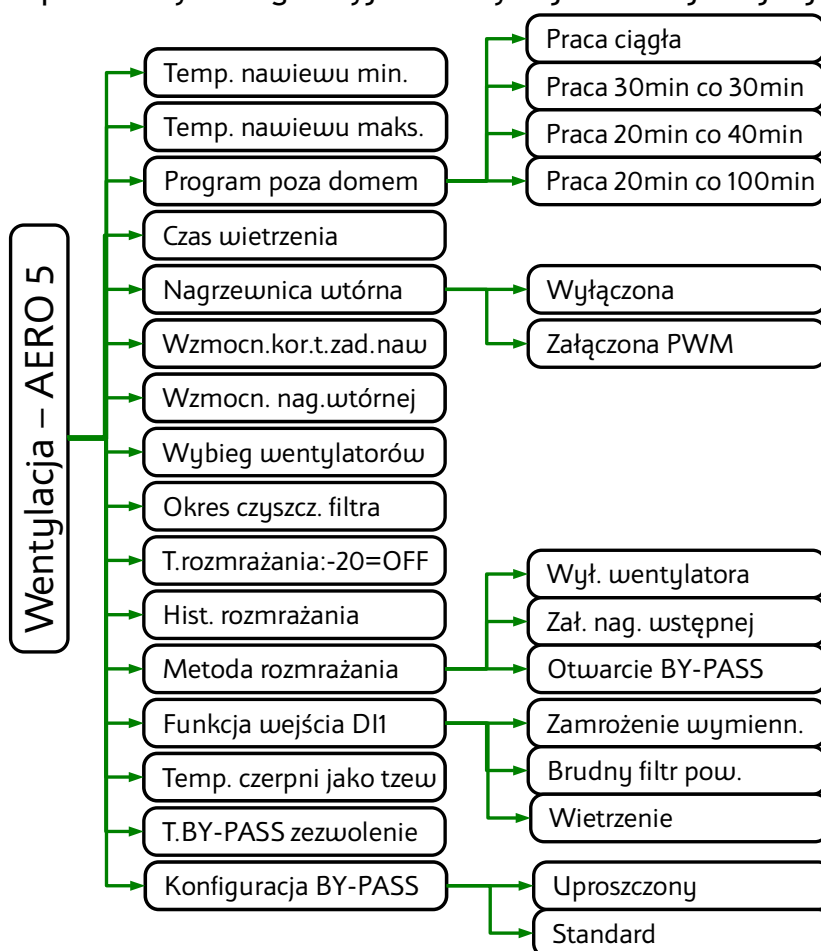 Wentylacja – AERO 5
Temp. nawiewu min.
Temp. nawiewu maks.
Program poza domem
Praca ciągła
Praca 30min co 30min
Praca 20min co 40min
Praca 20min co 100min
Czas wietrzenia
Nagrzewnica wtórna
Wyłączona
Załączona PWM
Wzmocn.kor.t.zad.naw
Wzmocn. nag.wtórnej
Wybieg wentylatorów
Okres czyszcz. filtra
T.rozmrażania:-20=OFF
Hist. rozmrażania
Metoda rozmrażania
Wył. wentylatora
Zał. nag. wstępnej
Otwarcie BY-PASS
Funkcja wejścia DI1
Zamrożenie wymienn.
Brudny filtr pow.
Wietrzenie
Temp. czerpni jako tzew
T.BY-PASS zezwolenie
Konfiguracja BY-PASS
Uproszczony
Standard